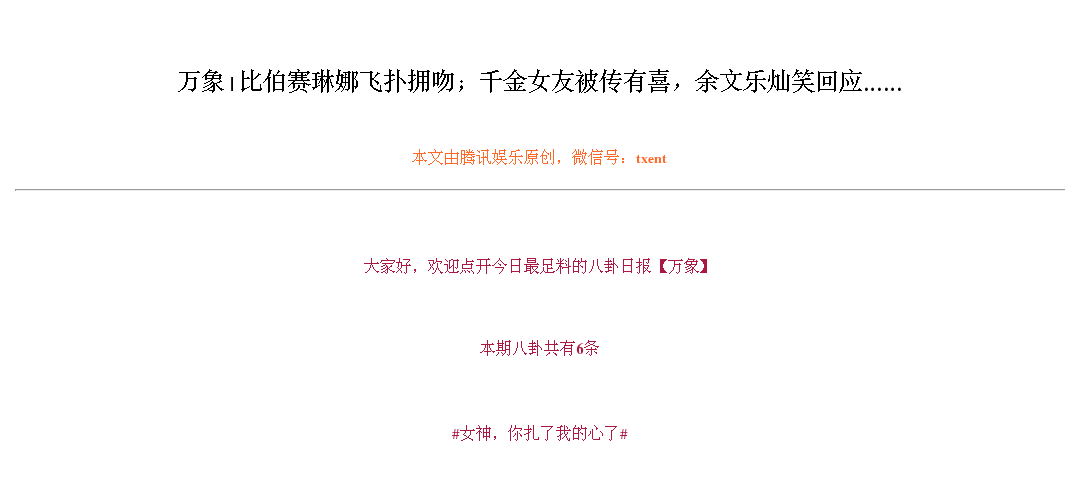 万象 | 比伯赛琳娜飞扑拥吻；千金女友被传有喜，余文乐灿笑回应......
本文由腾讯娱乐原创，微信号：txent
大家好，欢迎点开今日最足料的八卦日报【万象】
本期八卦共有6条
#女神，你扎了我的心了#